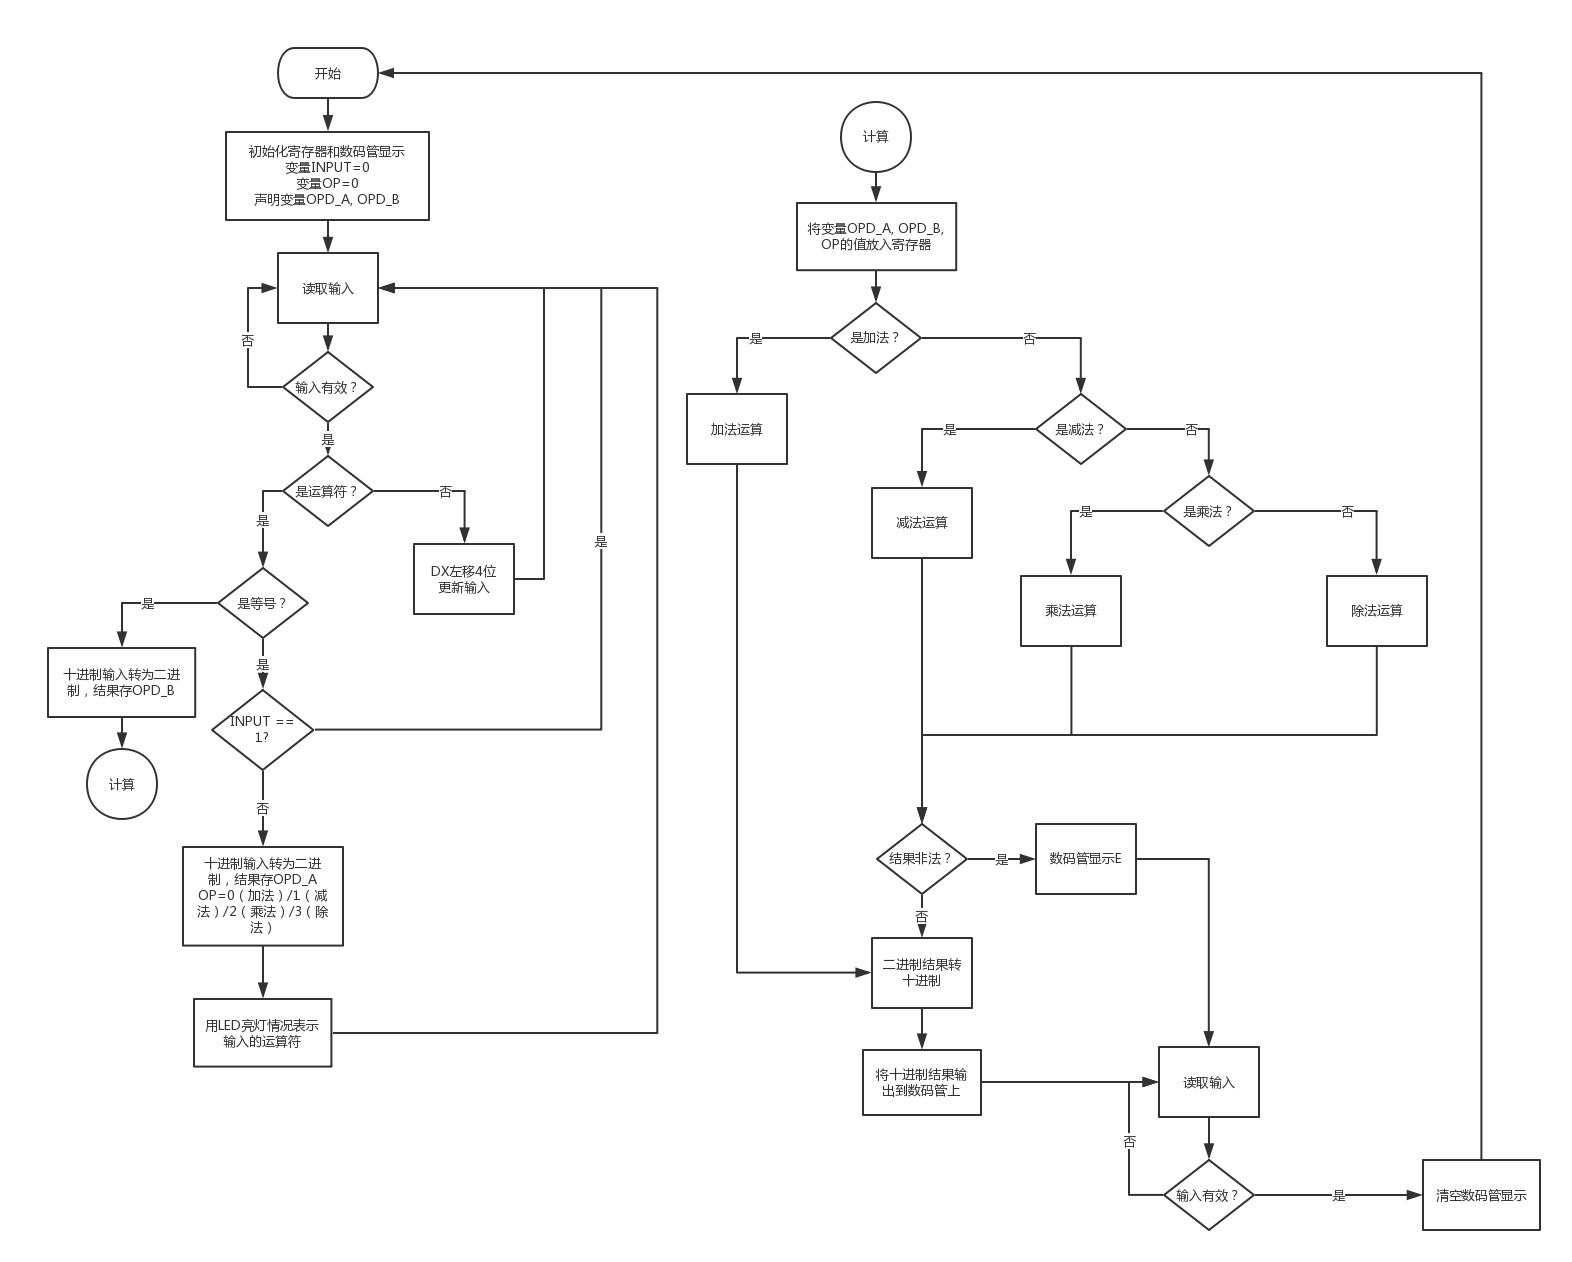 开始
初始化寄存器和数码管显示
变量INPUT=0
变量OP=0
声明变量OPD_A, OPD_B
读取输入
否
输入有效？
是
是运算符？
否
是
DX左移4位
更新输入
是
是等号？
是
十进制输入转为二进
制，结果存OPD_B
是
INPUT ==
1?
计算
否
十进制输入转为二进
制，结果存OPD_A
OP=0（加法）/1（减
法）/2（乘法）/3（除
法）
用LED亮灯情况表示
输入的运算符
计算
将变量OPD_A, OPD_B,
OP的值放入寄存器
是
是加法？
否
加法运算
是
是减法？
否
减法运算
是
是乘法？
否
乘法运算
除法运算
结果非法？
是
数码管显示E
否
二进制结果转
十进制
将十进制结果输
出到数码管上
读取输入
否
输入有效？
是
清空数码管显示